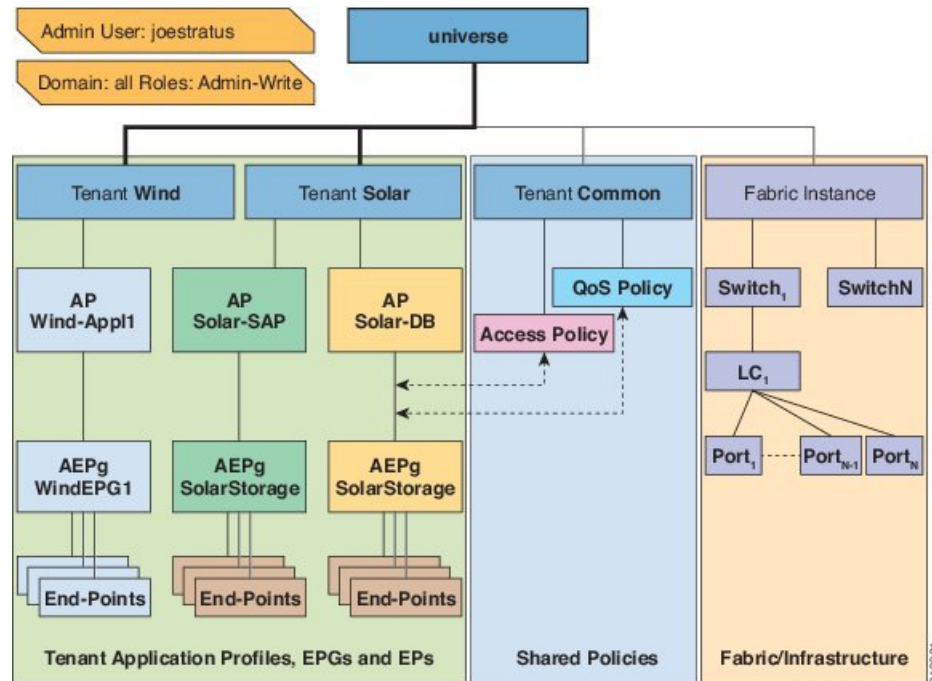 Admin User: joestratus
universe
Domain: all Roles: Admin-Write
Tenant Wind
Tenant Solar
Tenant Common
Fabric Instance
AP
Wind-Appl1
AP
Solar-SAP
AP
Solar-DB
QoS Policy
Access Policy
Switch1
SwitchN
LC1
AEPg
WindEPG1
AEPg
SolarStorage
AEPg
SolarStorage
Port1
PortN-1
PortN
End-Points
End-Points
End-Points
Tenant Application Profiles, EPGs and EPs
Shared Policies
Fabric/Infrastructure